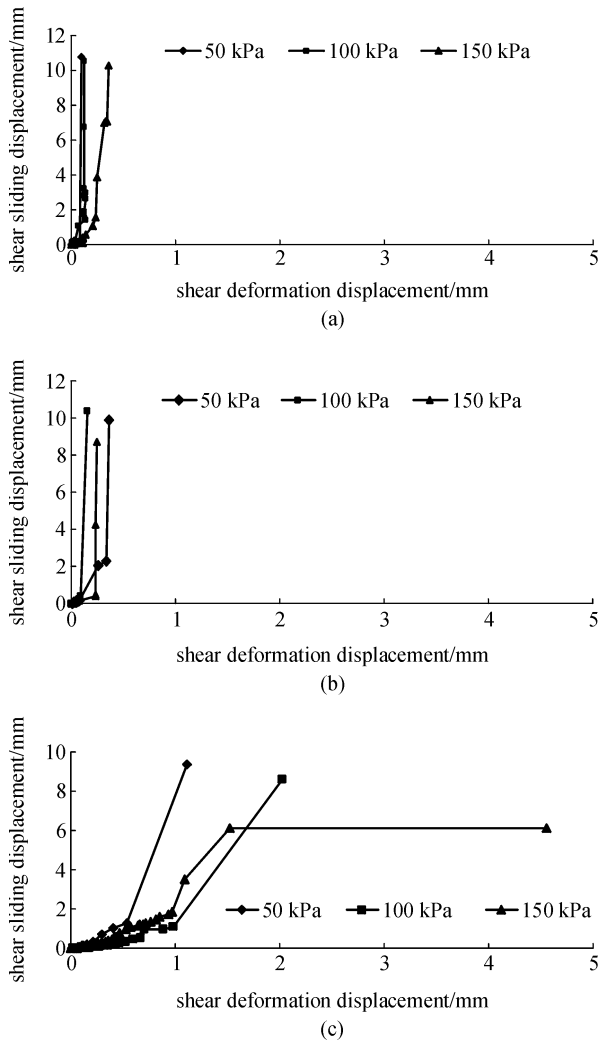 12
10
8
6
4
2
0
shear sliding displacement/mm
50 kPa 100 kPa 150 kPa
0 1 2 3 4 5
shear deformation displacement/mm
(a)
12
10
8
6
4
2
0
shear sliding displacement/mm
50 kPa 100 kPa 150 kPa
0 1 2 3 4 5
shear deformation displacement/mm
(b)
10
8
6
4
2
0
shear sliding displacement/mm
50 kPa 100 kPa 150 kPa
0 1 2 3 4 5
shear deformation displacement/mm
(c)